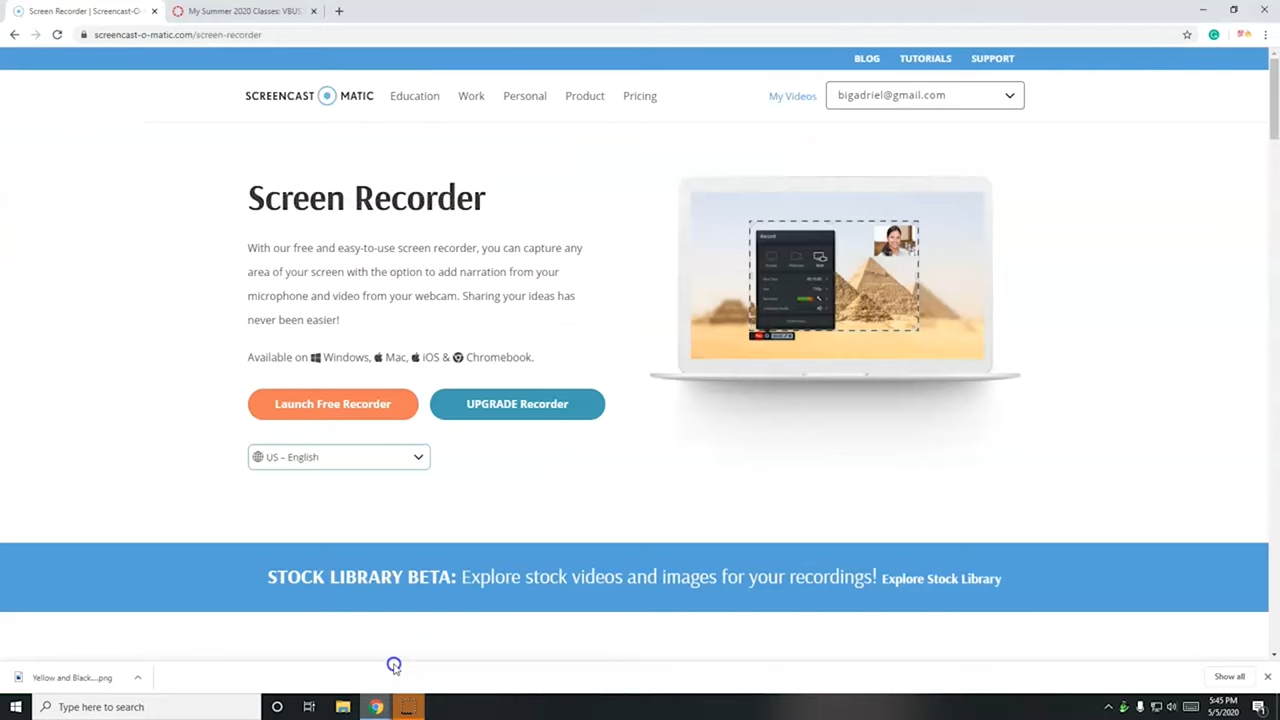 Screen Recorder | Screencast-O-
My Summer 2020 Classes: VBUS
screencast-o-matic.com/screen-recorder
BLOG TUTORIALS SUPPORT
SCREENCAST MATIC Education Work Personal Product Pricing My Videos bigadriel@gmail.com
Screen Recorder
With our free and easy-to-use screen recorder, you can capture any
area of your screen with the option to add narration from your
microphone and video from your webcam. Sharing your ideas has
never been easier!
Available on Windows, Mac, iOS & Chromebook.
Launch Free Recorder UPGRADE Recorder
US – English
Record
STOCK LIBRARY BETA: Explore stock videos and images for your recordings! Explore Stock Library
Yellow and Black....png
Show all
Type here to search
5:45 PM
5/5/2020